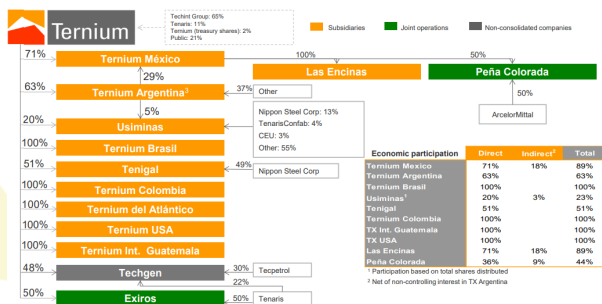 Ternium
Techint Group: 65%
Tenaris: 11%
Ternium (treasury shares): 2%
Public: 21%
Subsidiaries
Joint operations
Non-consolidated companies
71%
Ternium México
100%
Las Encinas
50%
Peña Colorada
29%
63%
Ternium Argentina³
37%
Other
50%
ArcelorMittal
5%
20%
Usiminas
Nippon Steel Corp: 13%
TenarisConfab: 4%
CEU: 3%
Other: 55%
100%
Ternium Brasil
51%
Tenigal
49%
Nippon Steel Corp
100%
Ternium Colombia
100%
Ternium del Atlántico
100%
Ternium USA
100%
Ternium Int. Guatemala
48%
Techgen
30%
Tecpetrol
22%
50%
Exiros
50%
Tenaris
Economic participation Direct Indirect² Total
Ternium Mexico 71% 18% 89%
Ternium Argentina 63% 63%
Ternium Brasil 100% 100%
Usiminas¹ 20% 3% 23%
Tenigal 51% 51%
Ternium Colombia 100% 100%
TX Int. Guatemala 100% 100%
TX USA 100% 100%
Las Encinas 71% 18% 89%
Peña Colorada 36% 9% 44%
¹ Participation based on total shares distributed
² Net of non-controlling interest in TX Argentina